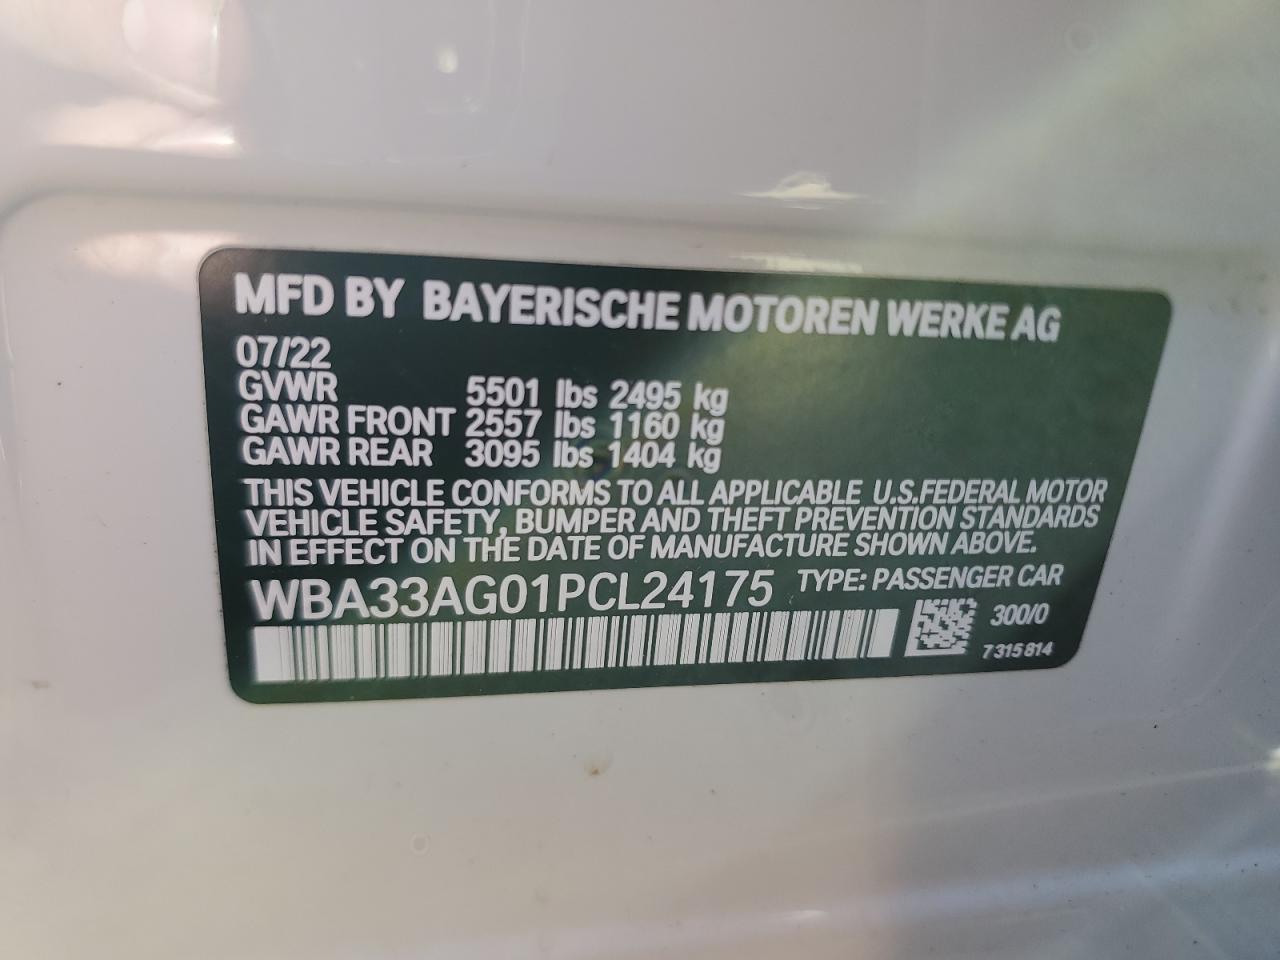 MFD BY BAYERISCHE MOTOREN WERKE AG
07/22
GVWR 5501 lbs 2495 kg
GAWR FRONT 2557 lbs 1160 kg
GAWR REAR 3095 lbs 1404 kg
THIS VEHICLE CONFORMS TO ALL APPLICABLE U.S.FEDERAL MOTOR
VEHICLE SAFETY, BUMPER AND THEFT PREVENTION STANDARDS
IN EFFECT ON THE DATE OF MANUFACTURE SHOWN ABOVE.
WBA33AG01PCL24175 TYPE: PASSENGER CAR
300/0
7315814